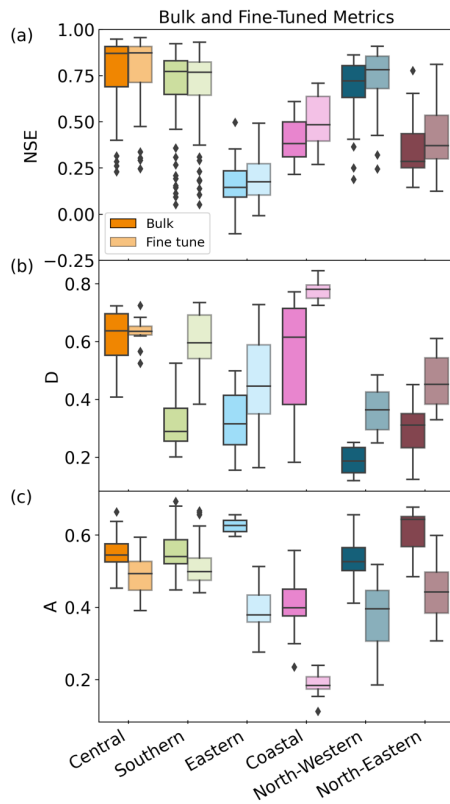 Bulk and Fine-Tuned Metrics
(a)
1.00
0.75
0.50
0.25
0.00
−0.25
NSE
Bulk
Fine tune
(b)
0.8
0.6
0.4
0.2
D
(c)
0.6
0.4
0.2
A
Central
Southern
Eastern
Coastal
North-Western
North-Eastern